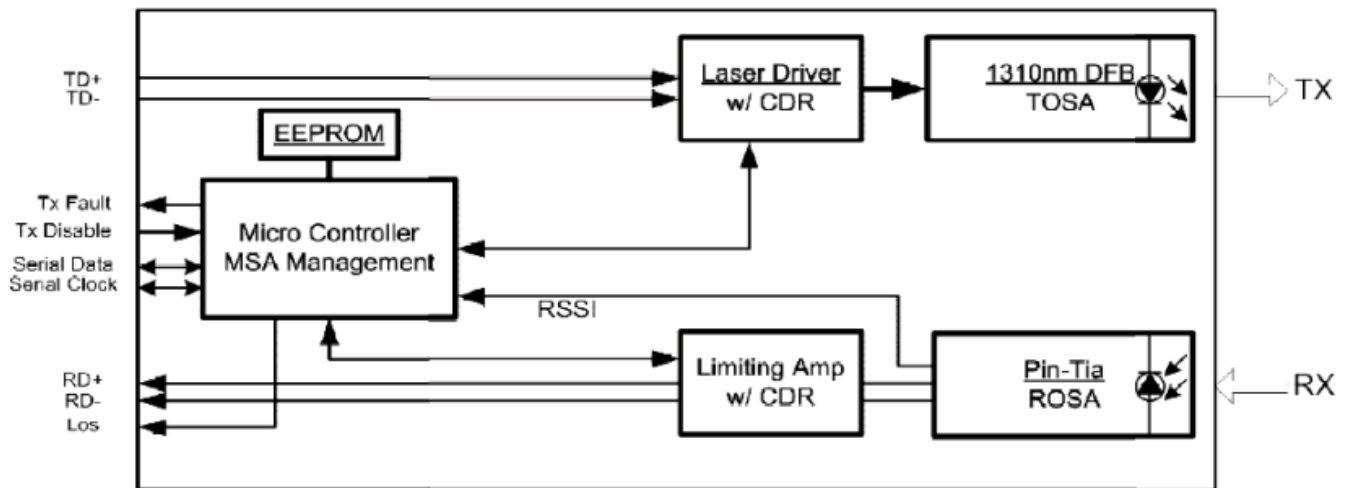 TD+
TD-
Laser Driver
w/ CDR
1310nm DFB
TOSA
TX
EEPROM
Tx Fault
Tx Disable
Serial Data
Serial Clock
Micro Controller
MSA Management
RSSI
RD+
RD-
Los
Limiting Amp
w/ CDR
Pin-Tia
ROSA
RX